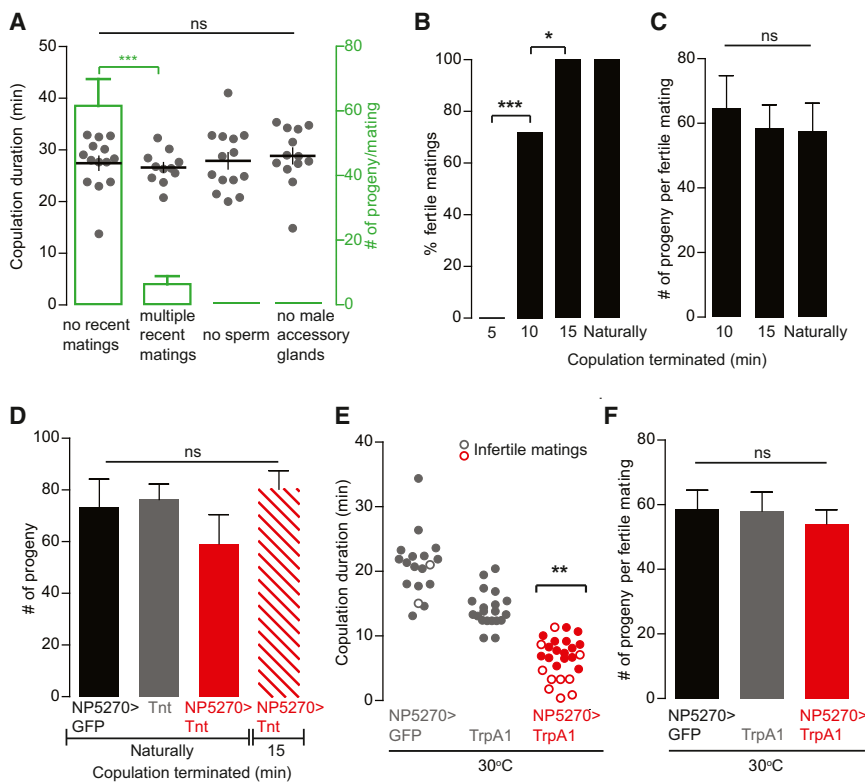 A
ns
***
Copulation duration (min)
50
40
30
20
10
0
80
60
40
20
0
# of progeny/mating
no recent matings
multiple recent matings
no sperm
no male accessory glands
B
*
***
% fertile matings
100
80
60
40
20
0
5 10 15 Naturally
C
ns
# of progeny per fertile mating
80
60
40
20
0
10 15 Naturally
Copulation terminated (min)
D
ns
# of progeny
100
80
60
40
20
0
NP5270> GFP
Tnt
NP5270> Tnt
NP5270> Tnt
Naturally
15
Copulation terminated (min)
E
Infertile matings
**
Copulation duration (min)
40
30
20
10
0
NP5270> GFP
TrpA1
NP5270> TrpA1
30°C
F
ns
# of progeny per fertile mating
80
60
40
20
0
NP5270> GFP
TrpA1
NP5270> TrpA1
30°C